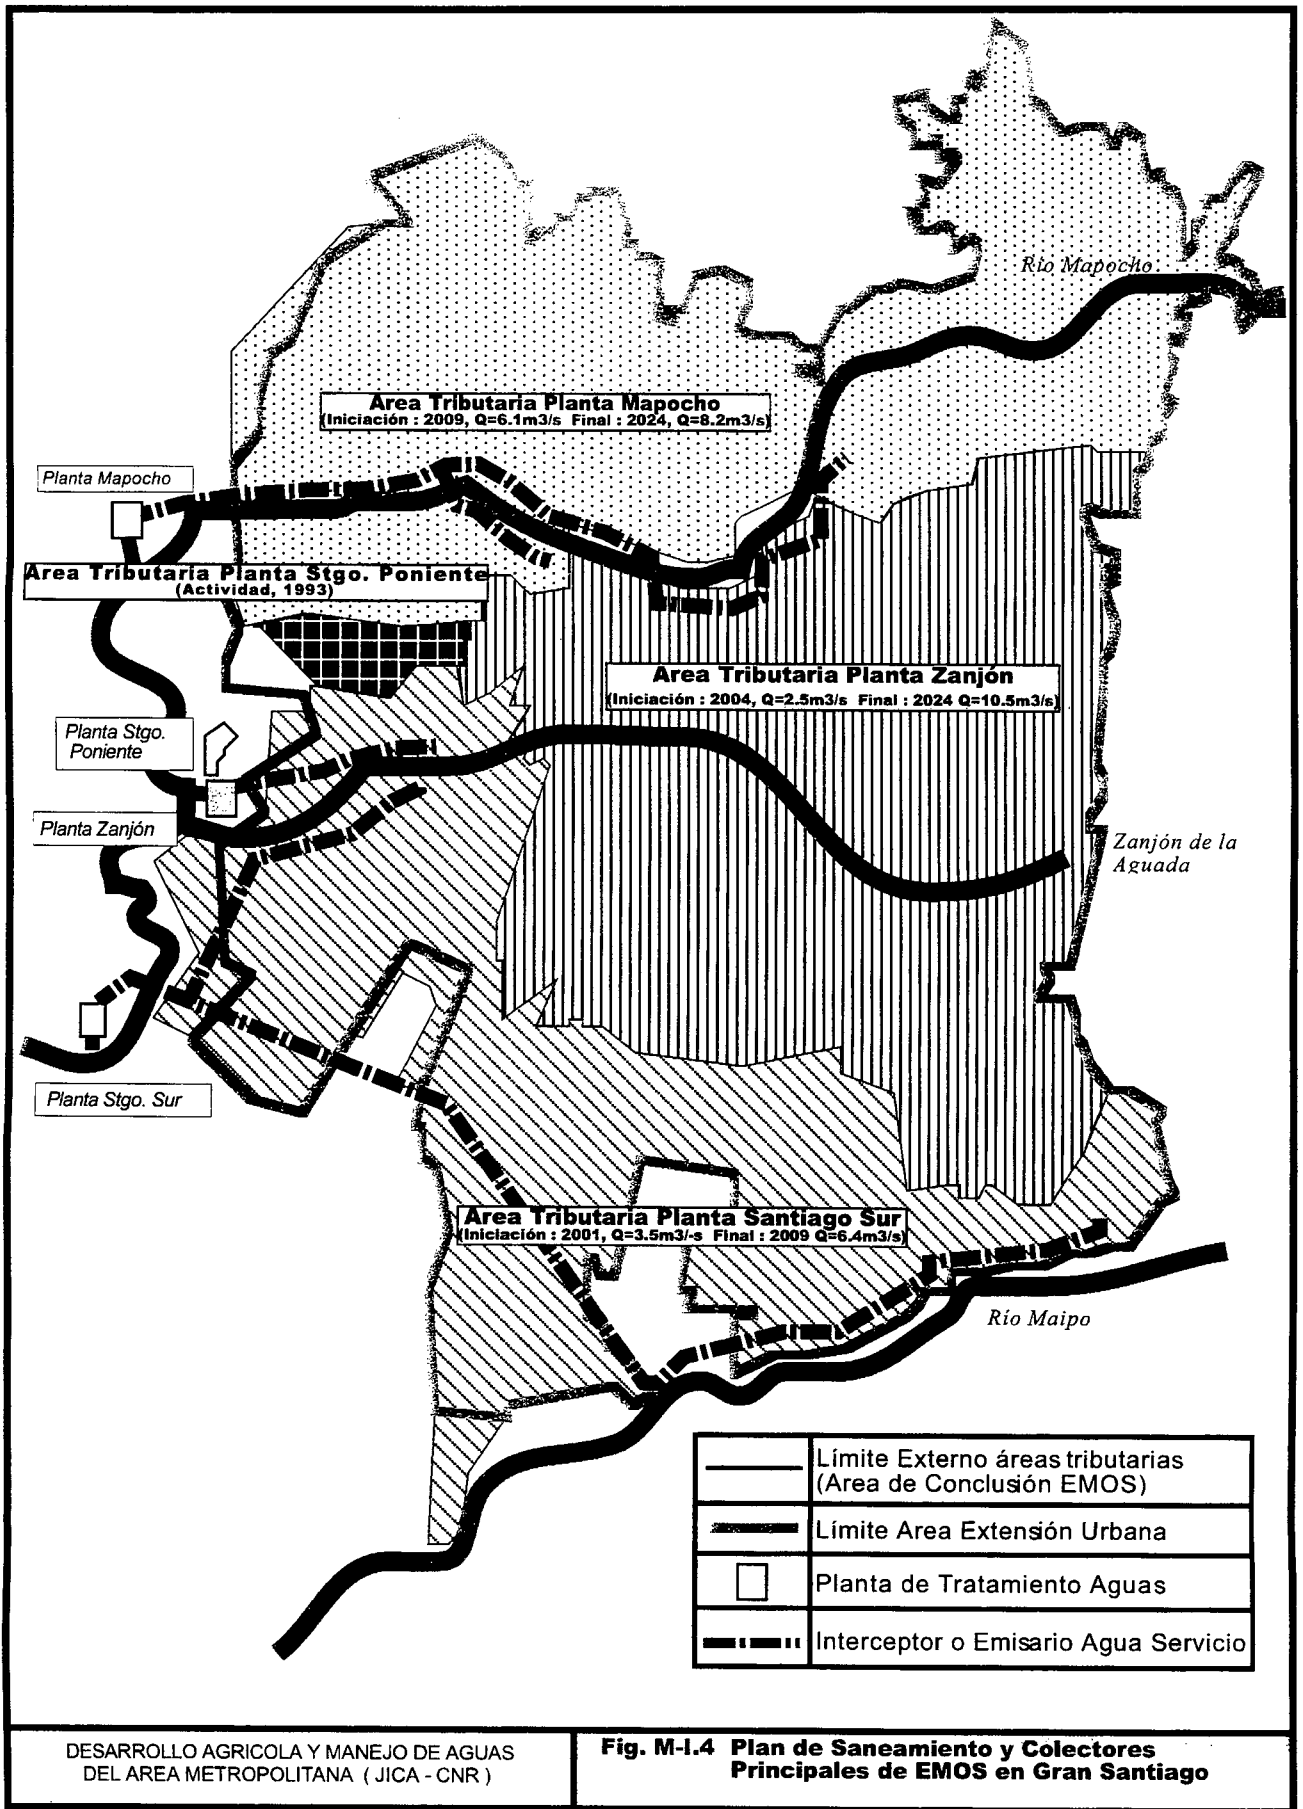 Río Mapocho
Area Tributaria Planta Mapocho
(Iniciación : 2009, Q=6.1m3/s Final : 2024, Q=8.2m3/s)
Planta Mapocho
Area Tributaria Planta Stgo. Poniente
(Actividad, 1993)
Area Tributaria Planta Zanjón
(Iniciación : 2004, Q=2.5m3/s Final : 2024 Q=10.5m3/s)
Planta Stgo.
Poniente
Planta Zanjón
Zanjón de la
Aguada
Planta Stgo. Sur
Area Tributaria Planta Santiago Sur
(Iniciación : 2001, Q=3.5m3/-s Final : 2009 Q=6.4m3/s)
Río Maipo
Límite Externo áreas tributarias
(Area de Conclusión EMOS)
Límite Area Extensión Urbana
Planta de Tratamiento Aguas
Interceptor o Emisario Agua Servicio
DESARROLLO AGRICOLA Y MANEJO DE AGUAS
DEL AREA METROPOLITANA ( JICA - CNR )
Fig. M-I.4 Plan de Saneamiento y Colectores
Principales de EMOS en Gran Santiago